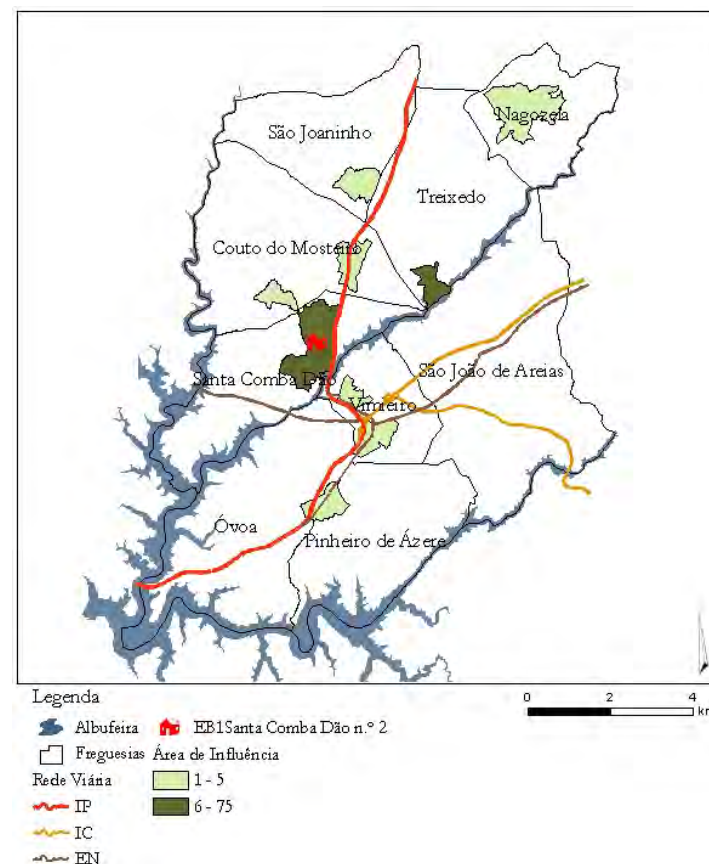 Nagozela
São Joaninho
Treixedo
Couto do Mosteiro
São João de Areias
Santa Comba Dão
Vimieiro
Óvoa
Pinheiro de Ázere
Legenda
0 2 4
km
Albufeira EB1Santa Comba Dão n.º 2
Freguesias Área de Influência
Rede Viária 1 - 5
IP 6 - 75
IC
EN